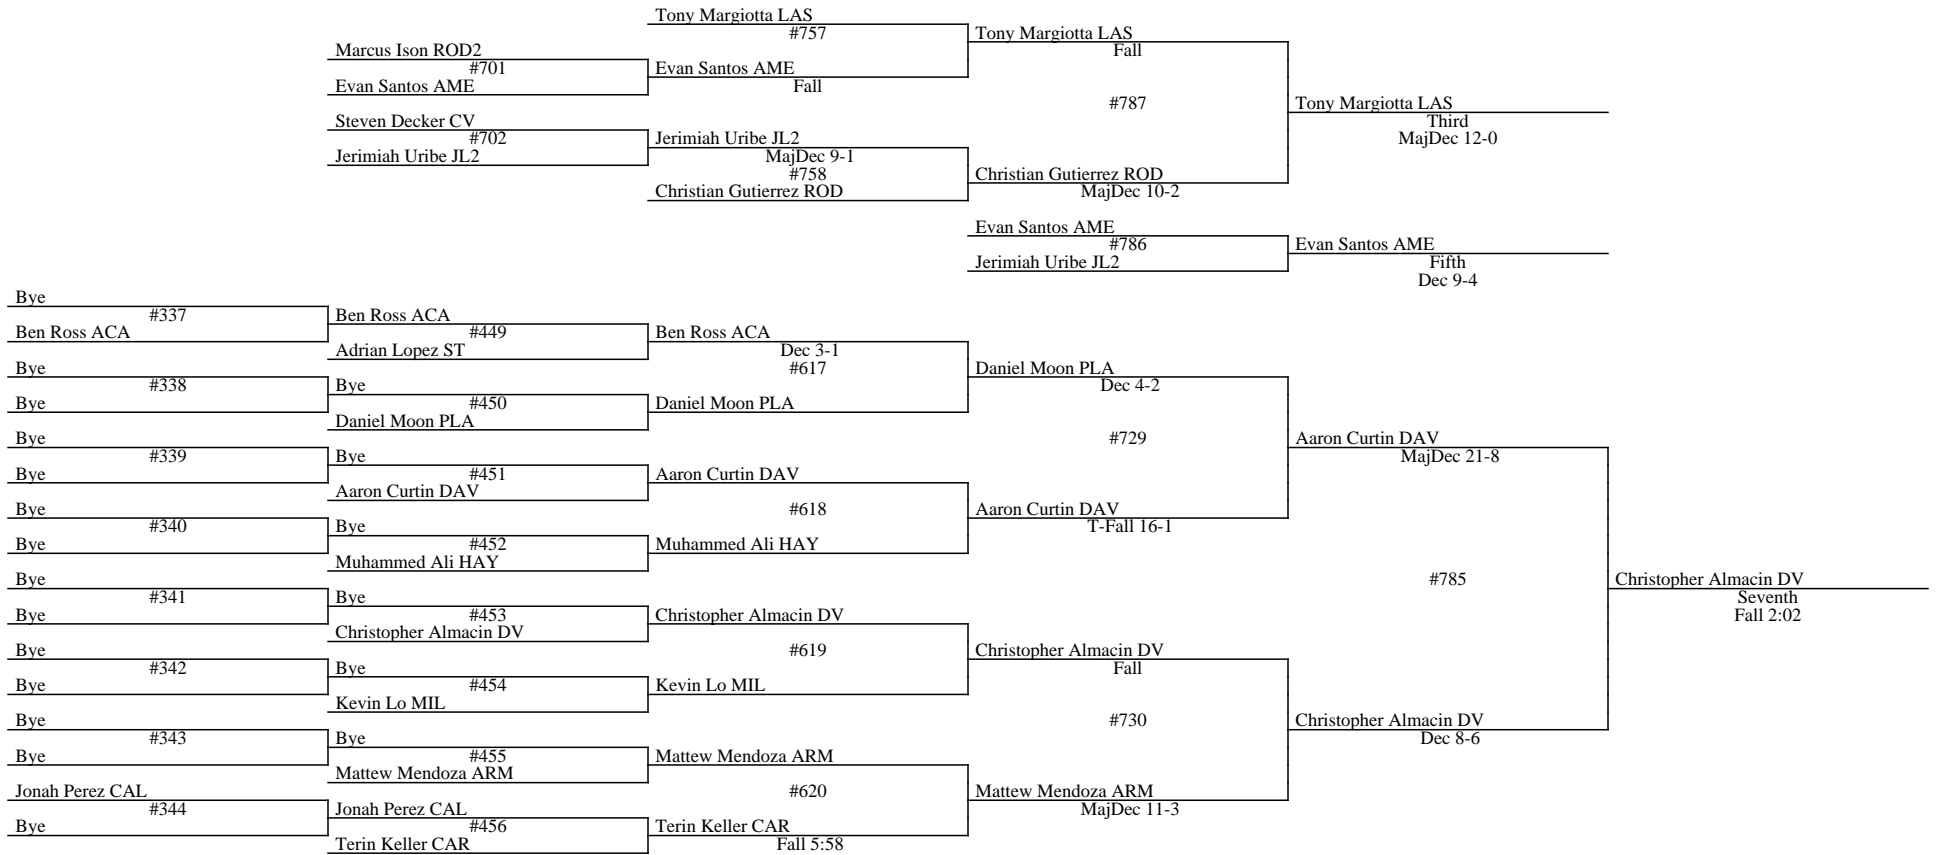 Tony Margiotta LAS
#757
Tony Margiotta LAS
Fall
Marcus Ison ROD2
#701
Evan Santos AME
Evan Santos AME
Fall
#787
Tony Margiotta LAS
Third
MajDec 12-0
Steven Decker CV
#702
Jerimiah Uribe JL2
Jerimiah Uribe JL2
MajDec 9-1
#758
Christian Gutierrez ROD
Christian Gutierrez ROD
MajDec 10-2
Evan Santos AME
#786
Jerimiah Uribe JL2
Evan Santos AME
Fifth
Dec 9-4
Bye
#337
Ben Ross ACA
Ben Ross ACA
#449
Adrian Lopez ST
Ben Ross ACA
Dec 3-1
#617
Bye
#338
Bye
Bye
#450
Daniel Moon PLA
Daniel Moon PLA
Daniel Moon PLA
Dec 4-2
#729
Bye
#339
Bye
Bye
#451
Aaron Curtin DAV
Aaron Curtin DAV
#618
Aaron Curtin DAV
T-Fall 16-1
Aaron Curtin DAV
MajDec 21-8
Bye
#340
Bye
Bye
#452
Muhammed Ali HAY
Muhammed Ali HAY
#785
Christopher Almacin DV
Seventh
Fall 2:02
Bye
#341
Bye
Bye
#453
Christopher Almacin DV
Christopher Almacin DV
#619
Christopher Almacin DV
Fall
Bye
#342
Bye
Bye
#454
Kevin Lo MIL
Kevin Lo MIL
#730
Christopher Almacin DV
Dec 8-6
Bye
#343
Bye
Bye
#455
Mattew Mendoza ARM
Mattew Mendoza ARM
#620
Mattew Mendoza ARM
MajDec 11-3
Jonah Perez CAL
#344
Bye
Jonah Perez CAL
#456
Terin Keller CAR
Terin Keller CAR
Fall 5:58